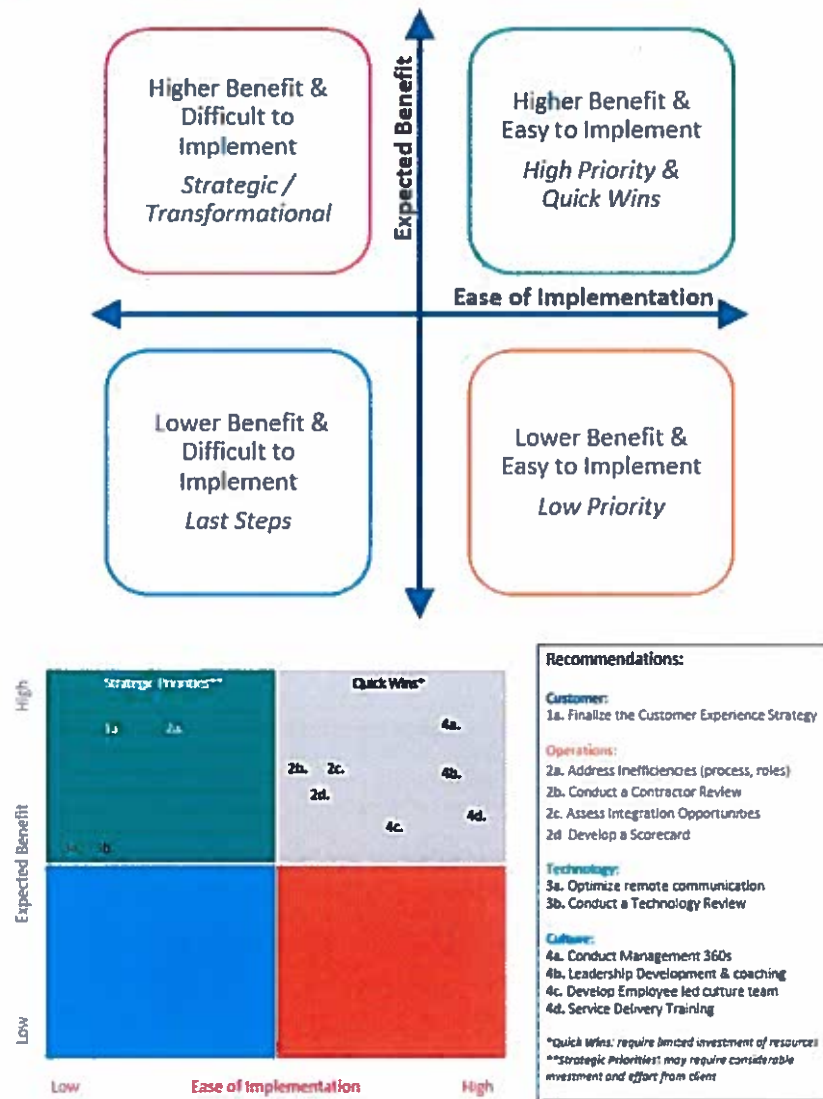 Higher Benefit &
Difficult to
Implement
Strategic /
Transformational
Expected Benefit
Higher Benefit &
Easy to Implement
High Priority &
Quick Wins
Ease of Implementation
Lower Benefit &
Difficult to
Implement
Last Steps
Lower Benefit &
Easy to Implement
Low Priority
High
Expected Benefit
Low
Strategic Priorities**
1a.
2a.
3a.
3b.
Quick Wins*
4a.
2b.
2c.
4b.
2d.
4d.
4c.
Low
Ease of Implementation
High
Recommendations:
Customer:
1a. Finalize the Customer Experience Strategy
Operations:
2a. Address Inefficiencies (process, roles)
2b. Conduct a Contractor Review
2c. Assess Integration Opportunities
2d Develop a Scorecard
Technology:
3a. Optimize remote communication
3b. Conduct a Technology Review
Culture:
4a. Conduct Management 360s
4b. Leadership Development & coaching
4c. Develop Employee led culture team
4d. Service Delivery Training
*Quick Wins: require limited investment of resources
**Strategic Priorities: may require considerable
investment and effort from client